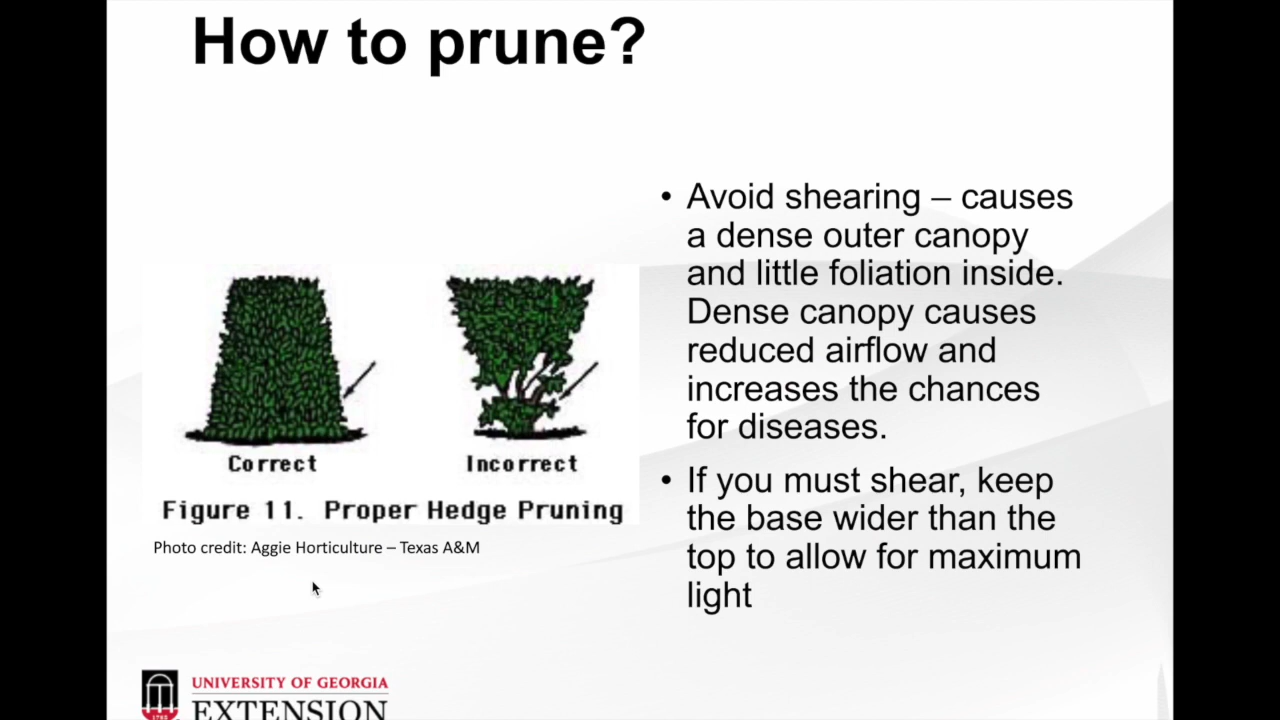 How to prune?
• Avoid shearing – causes
a dense outer canopy
and little foliation inside.
Dense canopy causes
reduced airflow and
increases the chances
for diseases.
• If you must shear, keep
the base wider than the
top to allow for maximum
light
Correct
Incorrect
Figure 11. Proper Hedge Pruning
Photo credit: Aggie Horticulture – Texas A&M
UNIVERSITY OF GEORGIA
EXTENSION